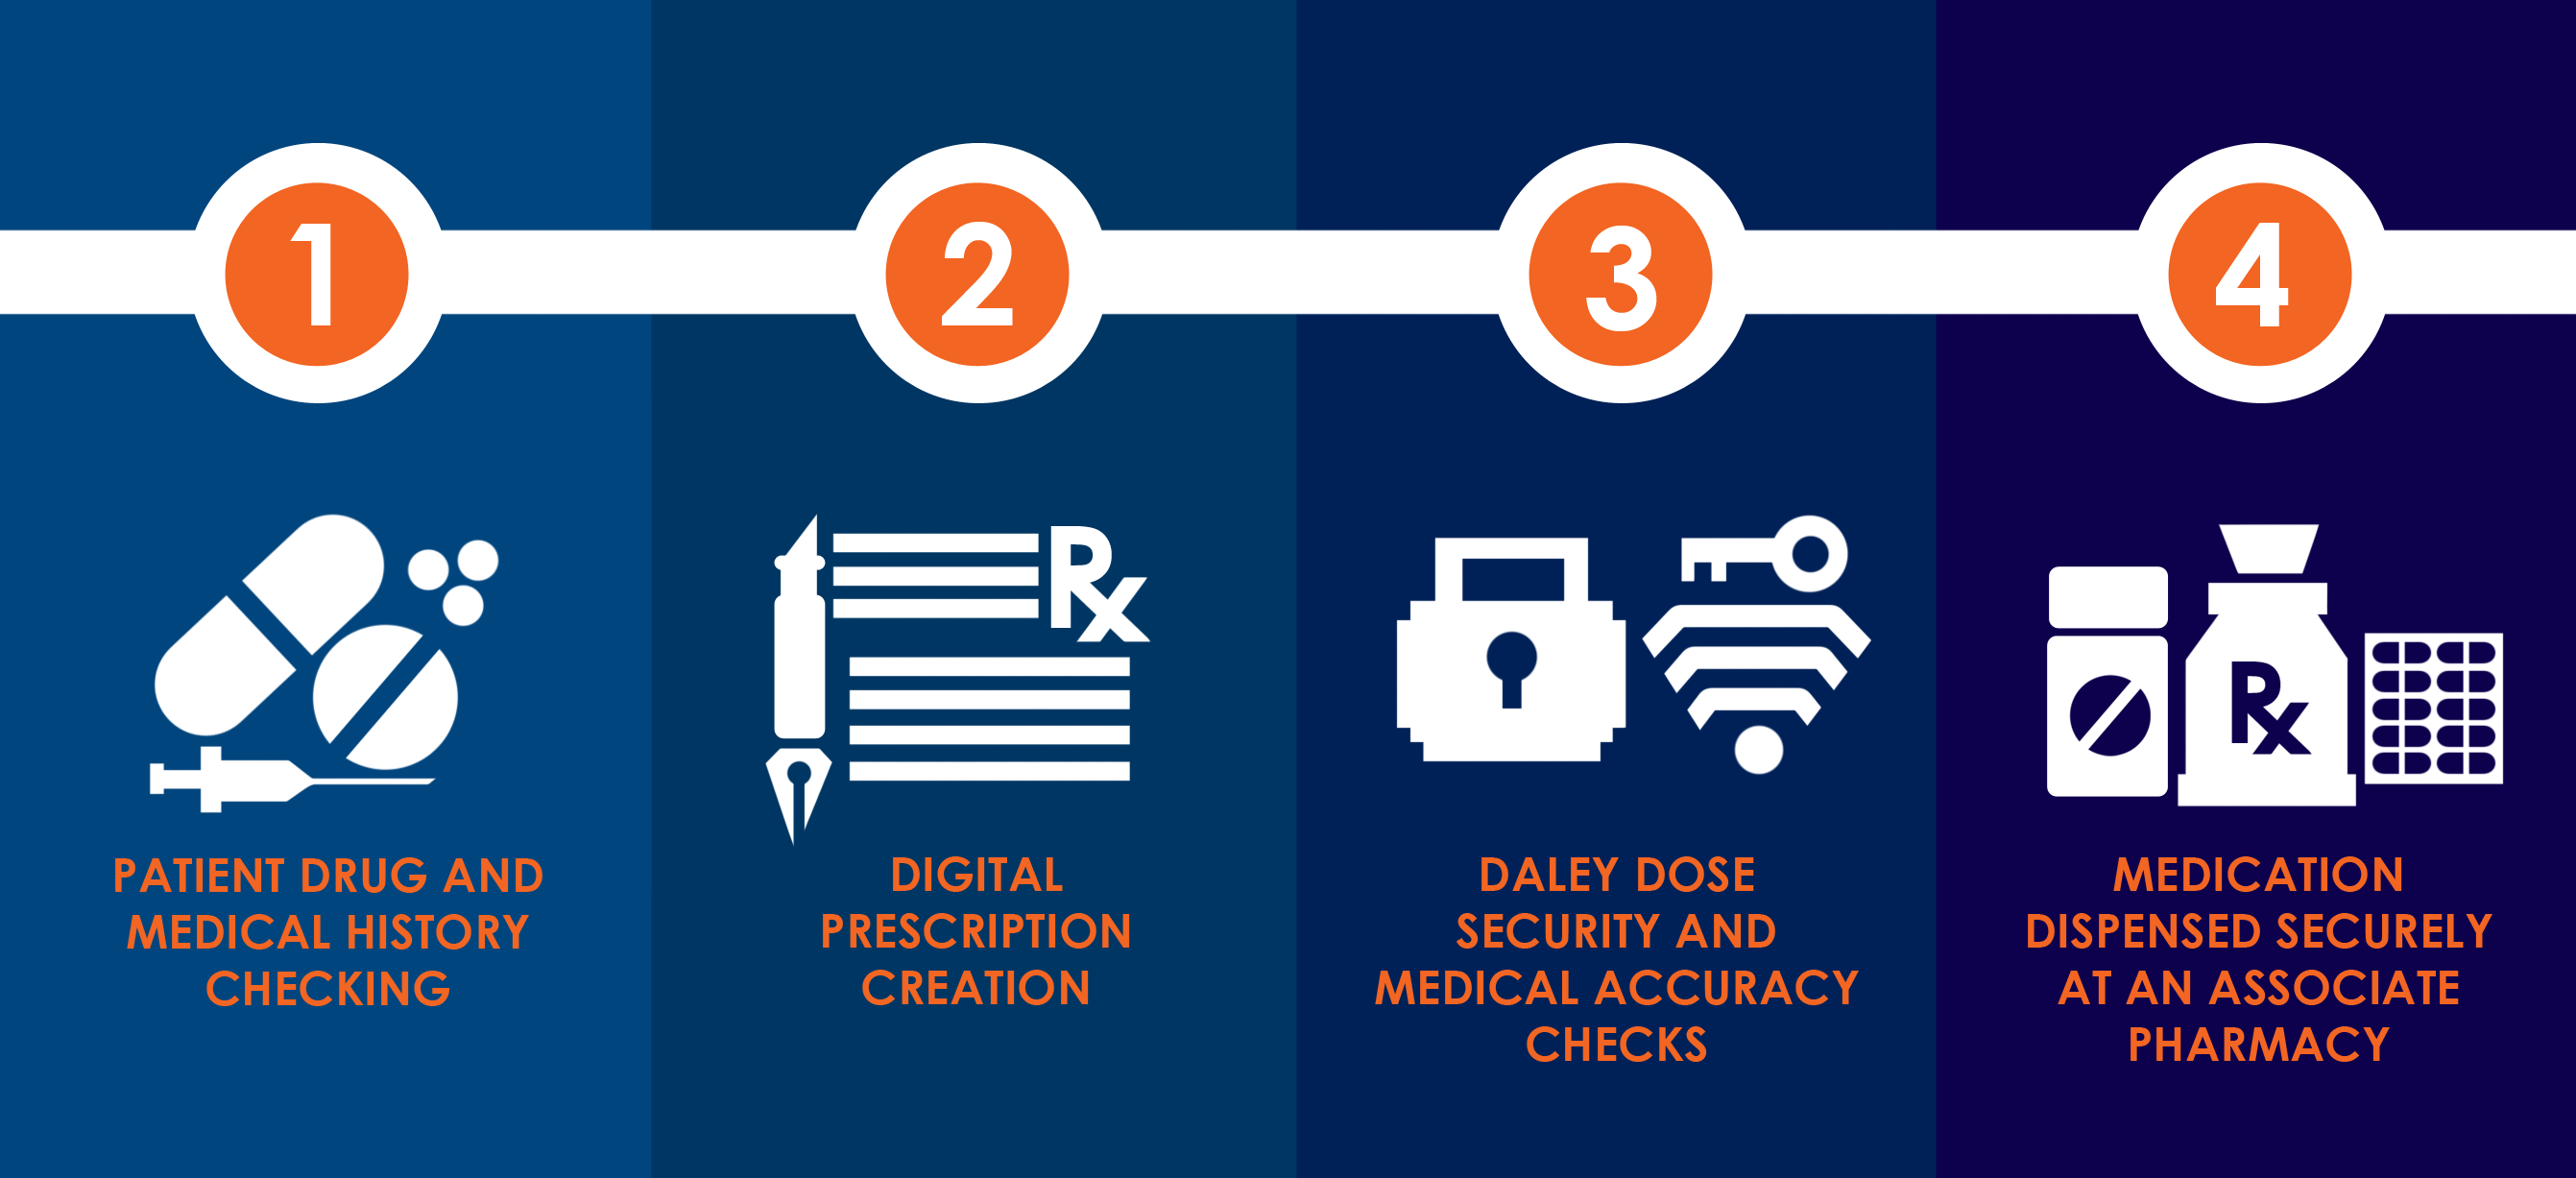 1
2
3
4
Rx
Rx
PATIENT DRUG AND
MEDICAL HISTORY
CHECKING
DIGITAL
PRESCRIPTION
CREATION
DALEY DOSE
SECURITY AND
MEDICAL ACCURACY
CHECKS
MEDICATION
DISPENSED SECURELY
AT AN ASSOCIATE
PHARMACY